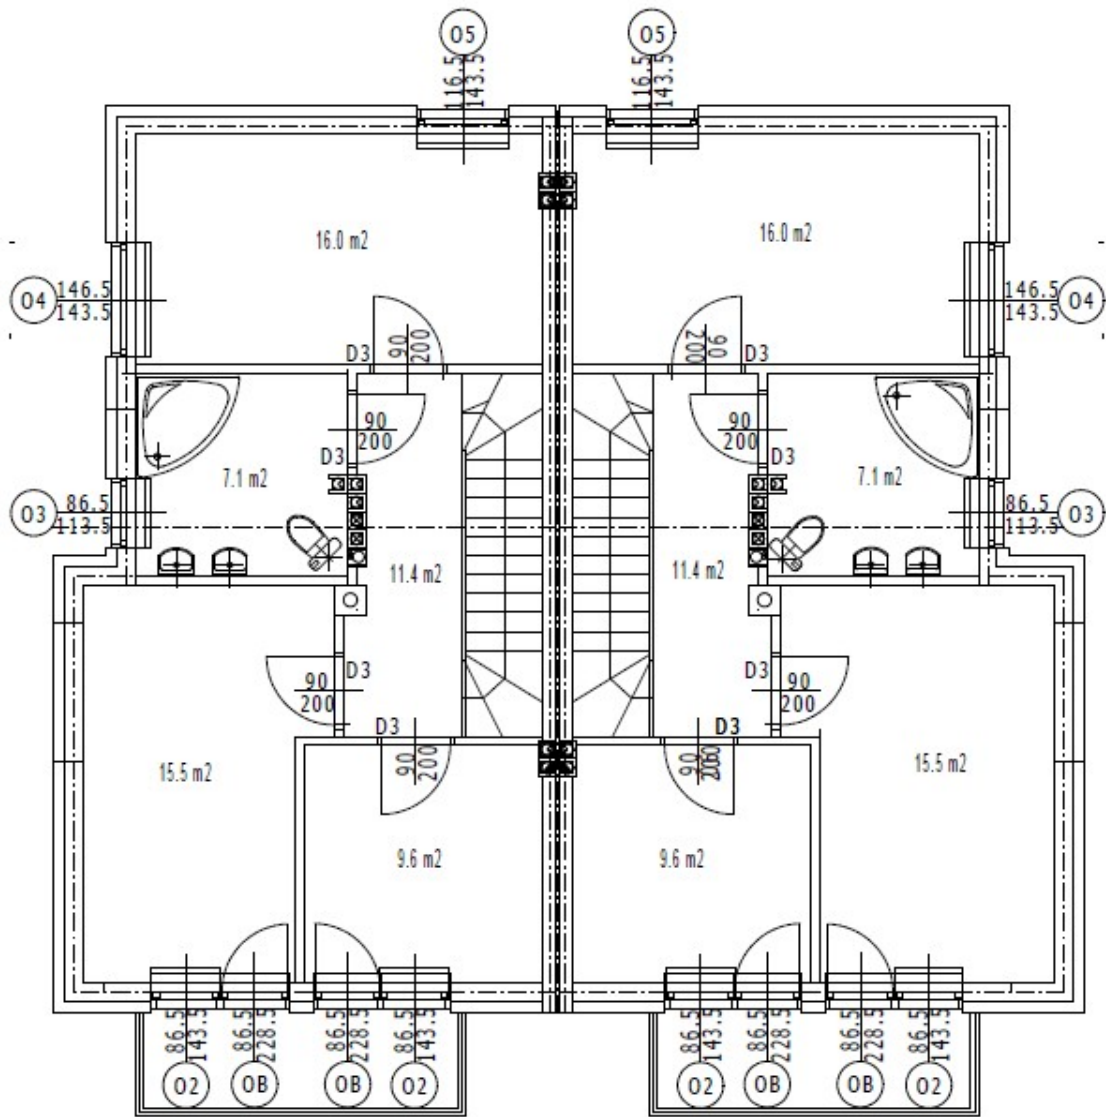 O5 O5
116.5 143.5 116.5 143.5
16.0 m2 16.0 m2
O4 146.5 146.5 O4
143.5 143.5
D3 90 200 90 200 D3
90 90
200 200
D3 D3
7.1 m2 7.1 m2
O3 86.5 86.5 O3
113.5 113.5
11.4 m2 11.4 m2
D3 D3
90 90
200 200
D3 D3
90 200 90 200
15.5 m2 15.5 m2
9.6 m2 9.6 m2
86.5 143.5 86.5 228.5 86.5 228.5 86.5 143.5 86.5 143.5 86.5 228.5 86.5 228.5 86.5 143.5
O2 OB OB O2 O2 OB OB O2